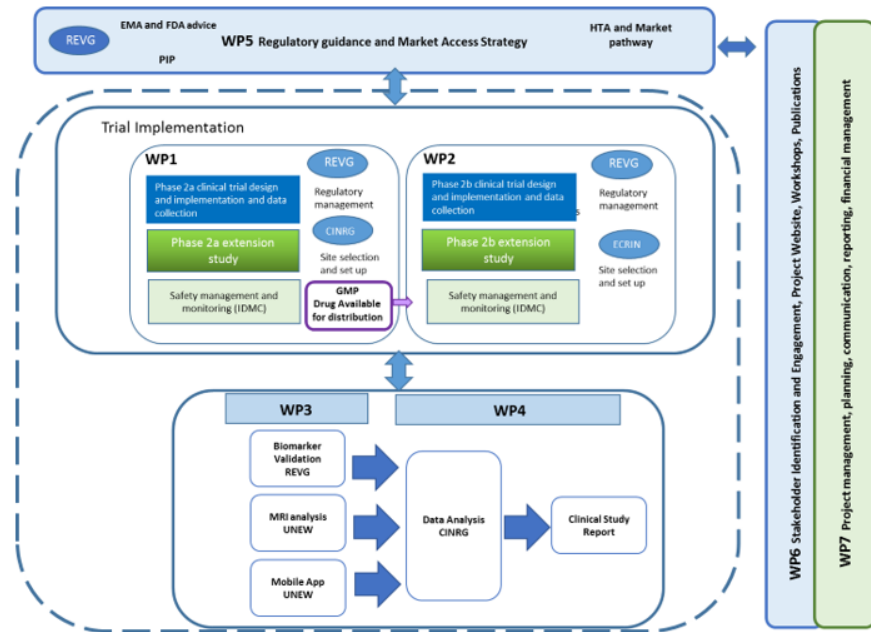 EMA and FDA advice
REVG
WP5 Regulatory guidance and Market Access Strategy
PIP
HTA and Market
pathway
Trial Implementation
WP1
REVG
Phase 2a clinical trial design
and implementation and data
collection
Regulatory
management
CINRG
Phase 2a extension
study
Site selection
and set up
Safety management and
monitoring (IDMC)
GMP
Drug Available
for distribution
WP2
REVG
Phase 2b clinical trial design
and implementation and data
collection
s
Regulatory
management
ECRIN
Phase 2b extension
study
Site selection
and set up
Safety management and
monitoring (IDMC)
WP3
WP4
Biomarker
Validation
REVG
MRI analysis
UNEW
Mobile App
UNEW
Data Analysis
CINRG
Clinical Study
Report
WP6 Stakeholder Identification and Engagement, Project Website, Workshops, Publications
WP7 Project management, planning, communication, reporting, financial management